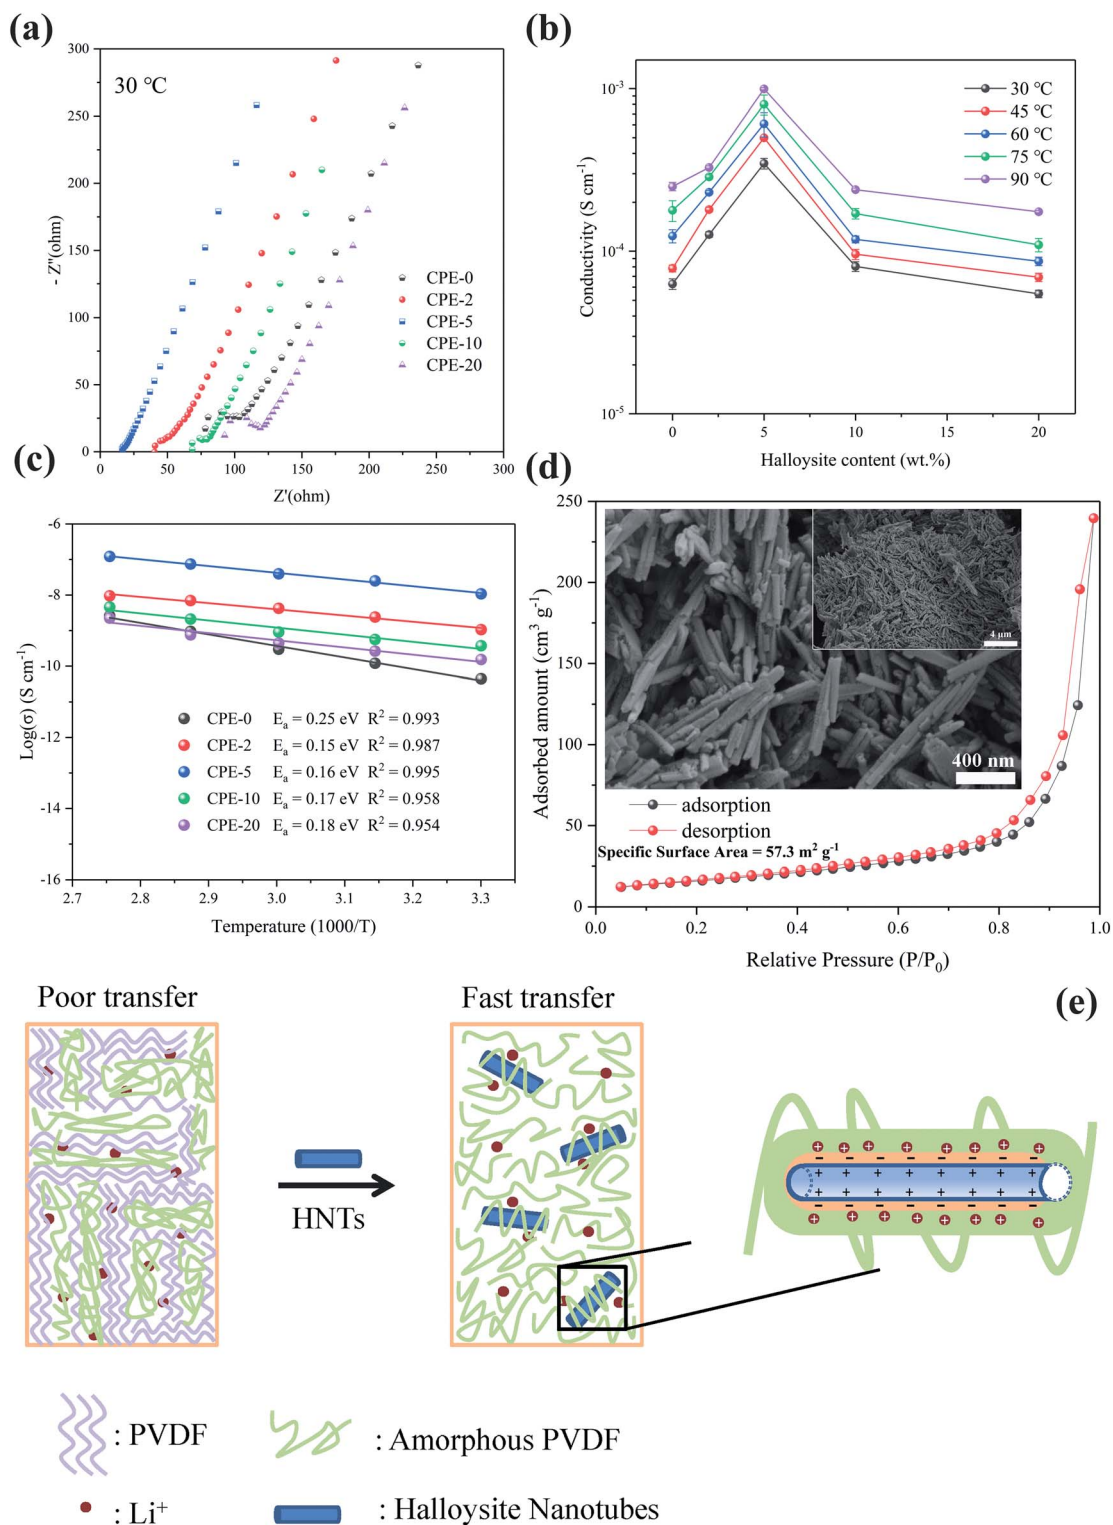 (a)
300
250
200
150
100
50
0
- Z''(ohm)
30 ℃
CPE-0
CPE-2
CPE-5
CPE-10
CPE-20
0 50 100 150 200 250 300
Z'(ohm)
(b)
10⁻³
10⁻⁴
10⁻⁵
Conductivity (S cm⁻¹)
30 ℃
45 ℃
60 ℃
75 ℃
90 ℃
0 5 10 15 20
Halloysite content (wt.%)
(c)
-6
-8
-10
-12
-14
-16
Log(σ) (S cm⁻¹)
CPE-0 Eₐ = 0.25 eV R² = 0.993
CPE-2 Eₐ = 0.15 eV R² = 0.987
CPE-5 Eₐ = 0.16 eV R² = 0.995
CPE-10 Eₐ = 0.17 eV R² = 0.958
CPE-20 Eₐ = 0.18 eV R² = 0.954
2.7 2.8 2.9 3.0 3.1 3.2 3.3
Temperature (1000/T)
(d)
250
200
150
100
50
0
Adsorbed amount (cm³ g⁻¹)
4 μm
400 nm
adsorption
desorption
Specific Surface Area = 57.3 m² g⁻¹
0.0 0.2 0.4 0.6 0.8 1.0
Relative Pressure (P/P₀)
Poor transfer
Fast transfer
(e)
HNTs
: PVDF
: Amorphous PVDF
: Li⁺
: Halloysite Nanotubes